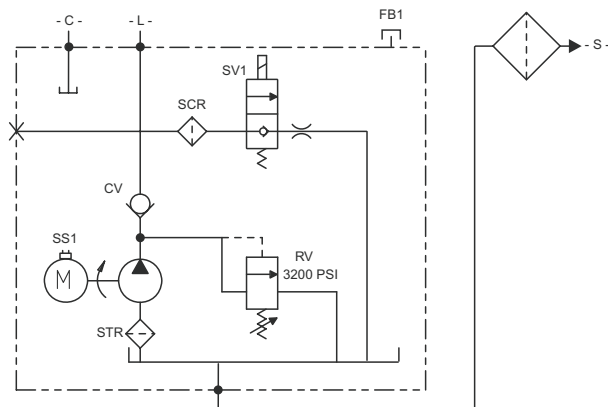 - C -
- L -
FB1
- S -
SV1
SCR
CV
SS1
M
RV
3200 PSI
STR